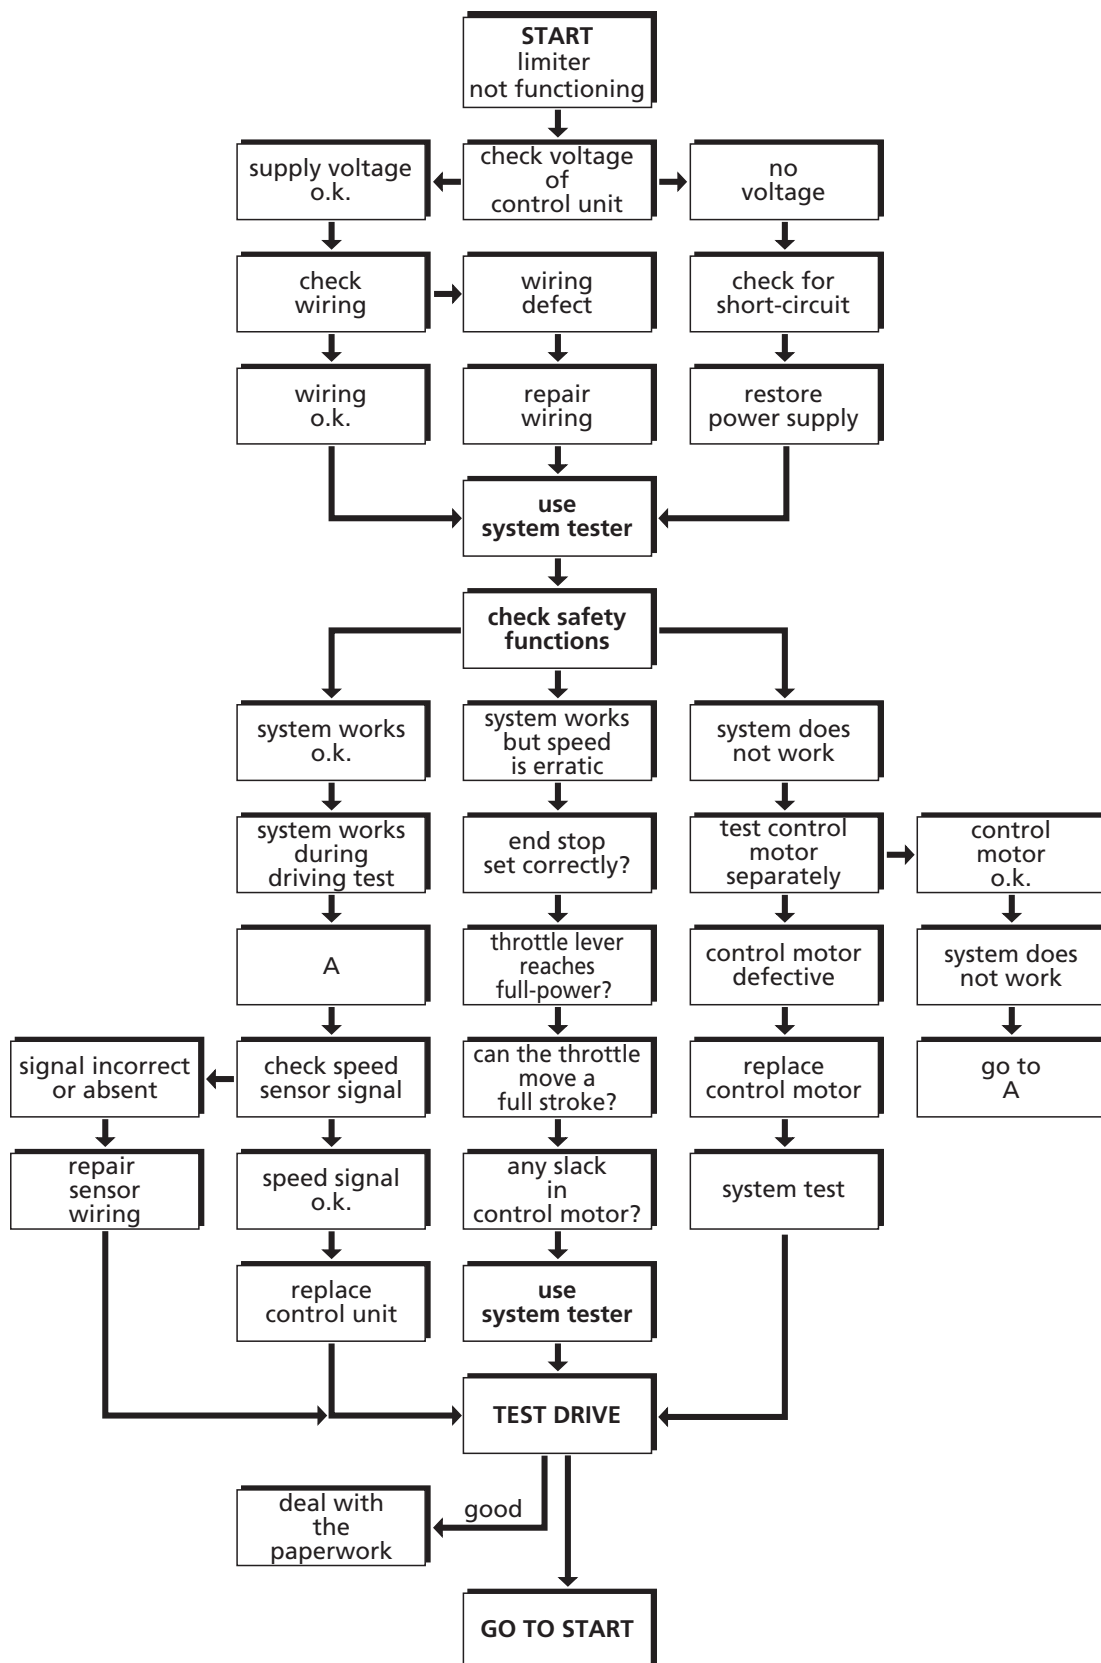 START
limiter
not functioning
supply voltage
o.k.
check voltage
of
control unit
no
voltage
check
wiring
wiring
defect
check for
short-circuit
wiring
o.k.
repair
wiring
restore
power supply
use
system tester
check safety
functions
system works
o.k.
system works
but speed
is erratic
system does
not work
system works
during
driving test
end stop
set correctly?
test control
motor
separately
control
motor
o.k.
A
throttle lever
reaches
full-power?
control motor
defective
system does
not work
signal incorrect
or absent
check speed
sensor signal
can the throttle
move a
full stroke?
replace
control motor
go to
A
repair
sensor
wiring
speed signal
o.k.
any slack
in
control motor?
system test
replace
control unit
use
system tester
TEST DRIVE
deal with
the
paperwork
good
GO TO START